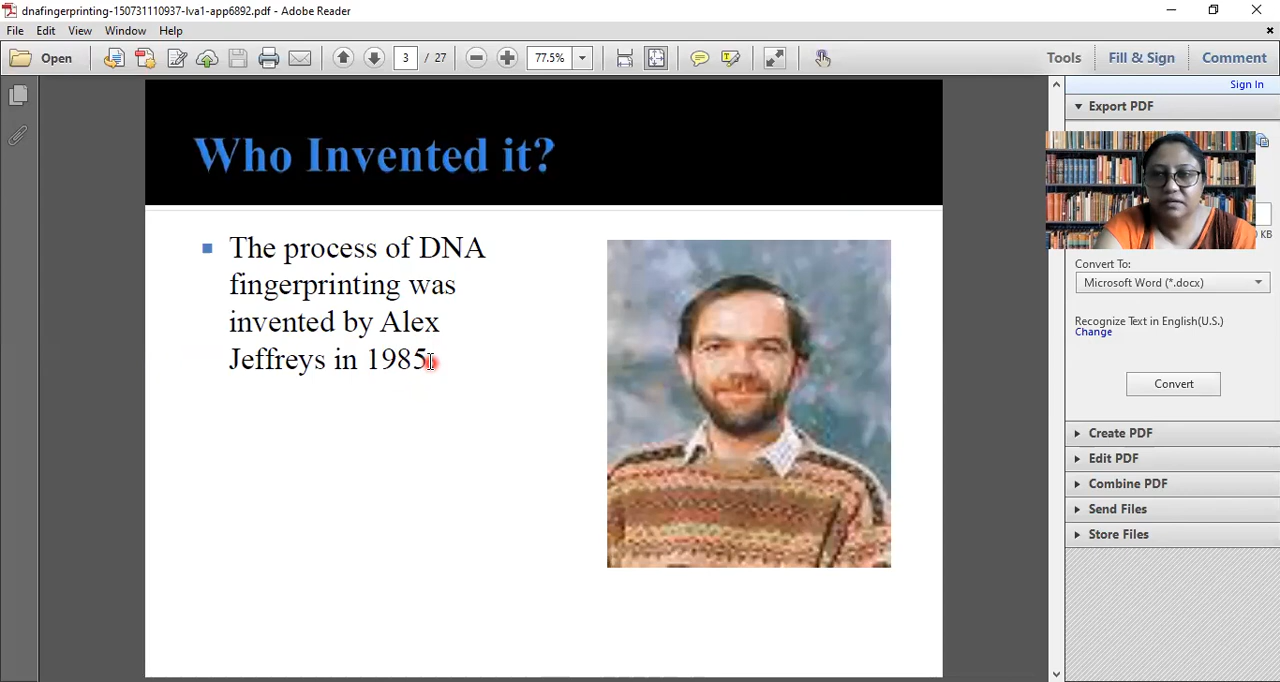 dnafingerprinting-150731110937-lva1-app6892.pdf - Adobe Reader
File Edit View Window Help
Open 3 / 27 77.5% Tools Fill & Sign Comment
Sign In
Export PDF
Who Invented it?
KB
The process of DNA
fingerprinting was
invented by Alex
Jeffreys in 1985
Convert To:
Microsoft Word (*.docx)
Recognize Text in English(U.S.)
Change
Convert
Create PDF
Edit PDF
Combine PDF
Send Files
Store Files